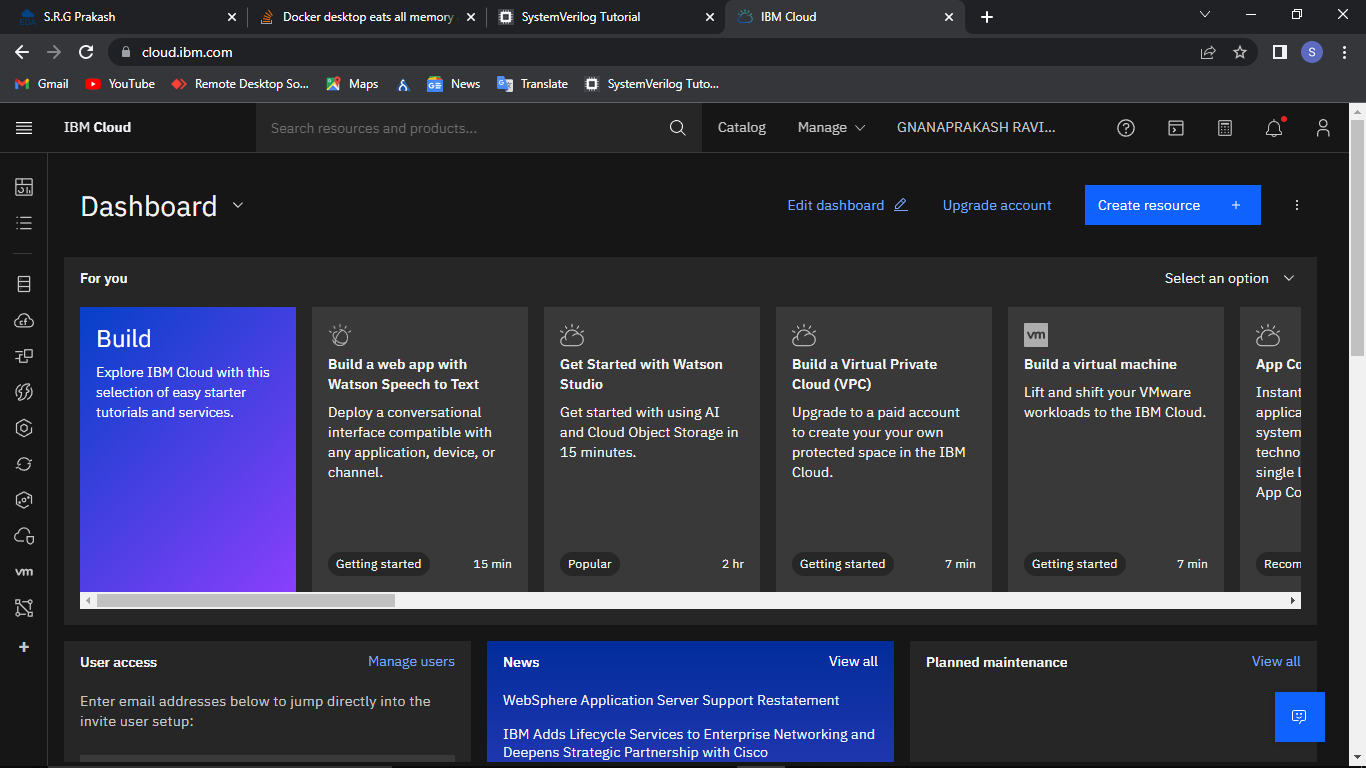 S.R.G Prakash
Docker desktop eats all memory
SystemVerilog Tutorial
IBM Cloud
cloud.ibm.com
S
Gmail
YouTube
Remote Desktop So...
Maps
News
Translate
SystemVerilog Tuto...
IBM Cloud
Search resources and products...
Catalog
Manage
GNANAPRAKASH RAVI...
Dashboard
Edit dashboard
Upgrade account
Create resource +
For you
Select an option
Build
Explore IBM Cloud with this
selection of easy starter
tutorials and services.
Build a web app with
Watson Speech to Text
Deploy a conversational
interface compatible with
any application, device, or
channel.
Getting started
15 min
Get Started with Watson
Studio
Get started with using AI
and Cloud Object Storage in
15 minutes.
Popular
2 hr
Build a Virtual Private
Cloud (VPC)
Upgrade to a paid account
to create your your own
protected space in the IBM
Cloud.
Getting started
7 min
vm
Build a virtual machine
Lift and shift your VMware
workloads to the IBM Cloud.
Getting started
7 min
App Co
Instant
applica
system
techno
single l
App Co
Recom
cf
vm
User access
Manage users
Enter email addresses below to jump directly into the
invite user setup:
News
View all
WebSphere Application Server Support Restatement
IBM Adds Lifecycle Services to Enterprise Networking and
Deepens Strategic Partnership with Cisco
Planned maintenance
View all